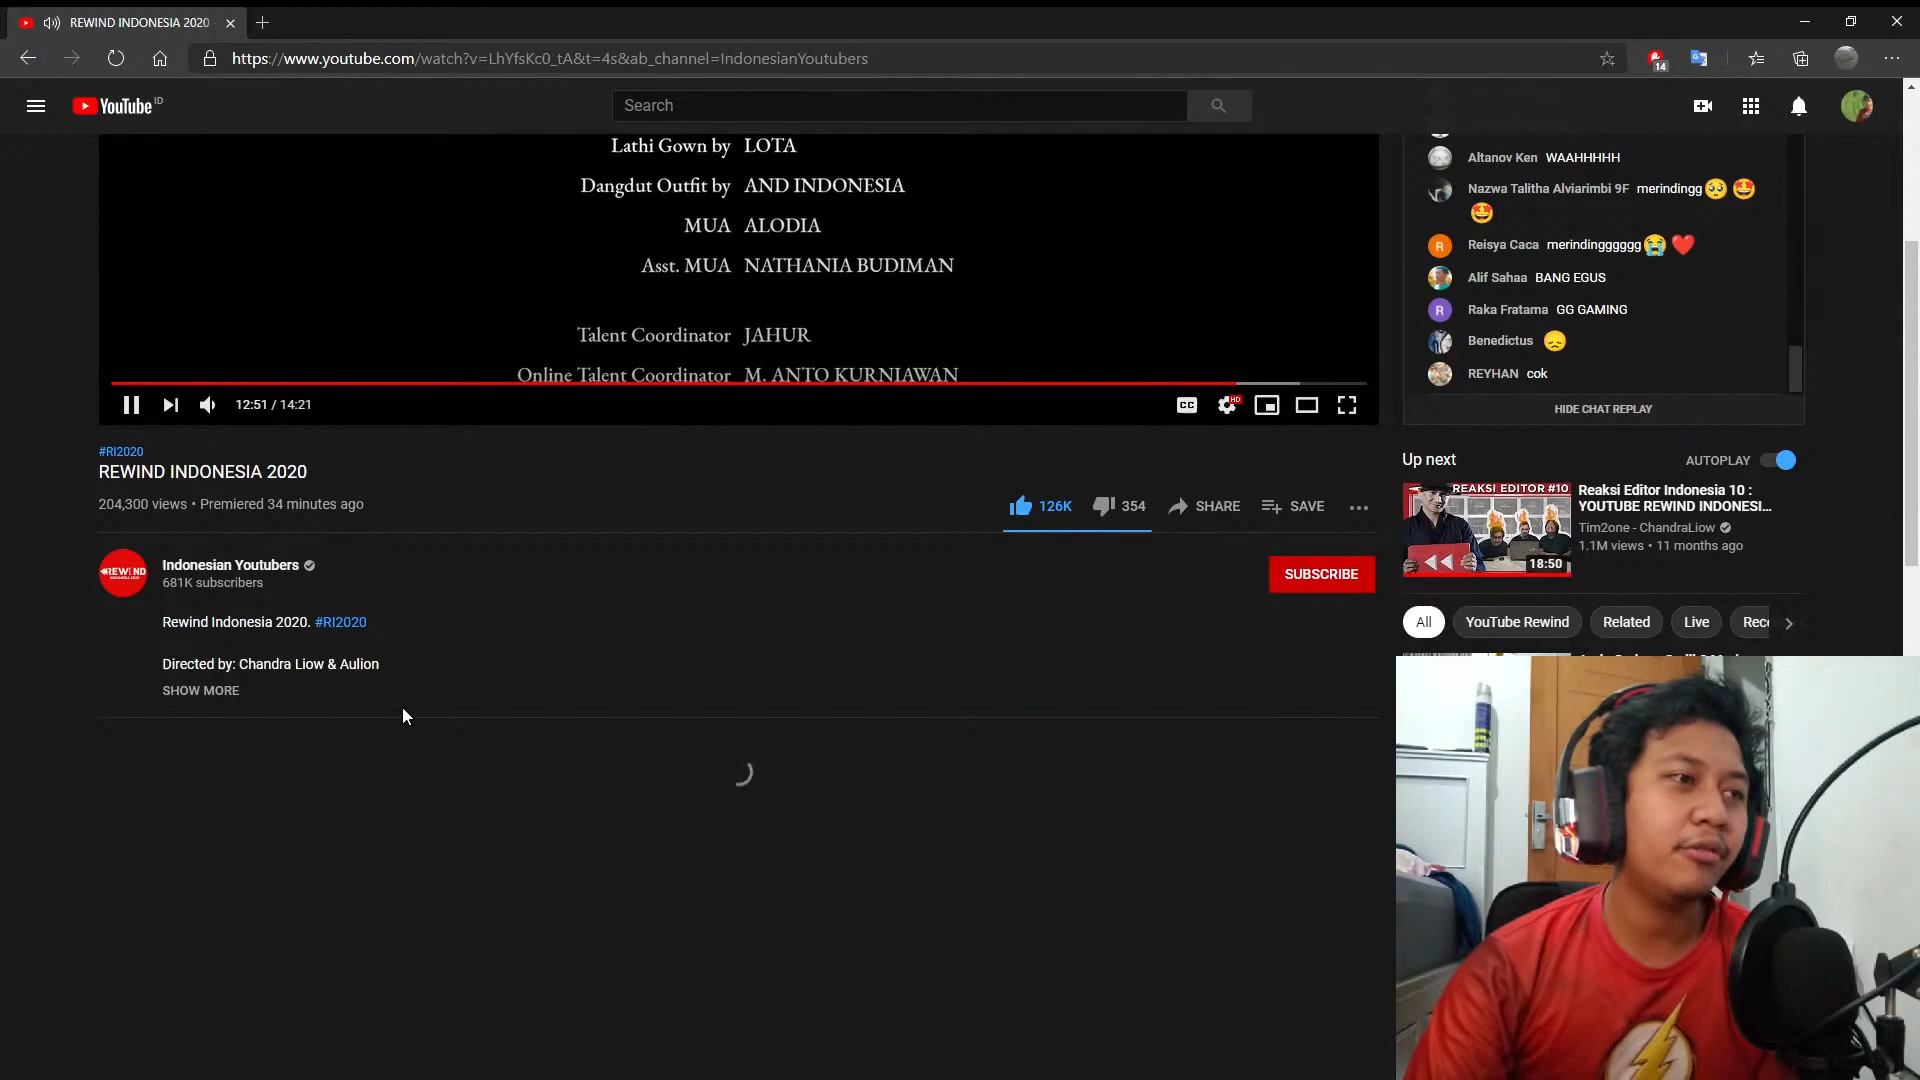 REWIND INDONESIA 2020
https://www.youtube.com/watch?v=LhYfsKc0_tA&t=4s&ab_channel=IndonesianYoutubers
14
YouTube ID
Search
Lathi Gown by LOTA
Dangdut Outfit by AND INDONESIA
MUA ALODIA
Asst. MUA NATHANIA BUDIMAN
Talent Coordinator JAHUR
Online Talent Coordinator M. ANTO KURNIAWAN
12:51 / 14:21
CC
HD
Altanov Ken WAAHHHHH
Nazwa Talitha Alviarimbi 9F merindingg🥺🤩
🤩
R Reisya Caca merindingggggg😭❤️
Alif Sahaa BANG EGUS
R Raka Fratama GG GAMING
Benedictus 😞
REYHAN cok
HIDE CHAT REPLAY
#RI2020
REWIND INDONESIA 2020
204,300 views • Premiered 34 minutes ago
126K 354 SHARE SAVE
REWIND
Indonesian Youtubers
681K subscribers
SUBSCRIBE
Rewind Indonesia 2020. #RI2020
Directed by: Chandra Liow & Aulion
SHOW MORE
Up next AUTOPLAY
REAKSI EDITOR #10
18:50
Reaksi Editor Indonesia 10 :
YOUTUBE REWIND INDONESI...
Tim2one - ChandraLiow
1.1M views • 11 months ago
All YouTube Rewind Related Live